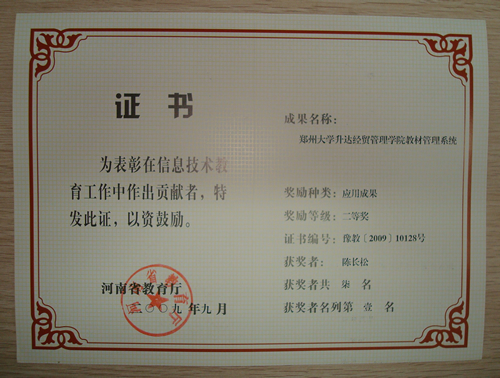 证书
为表彰在信息技术教
育工作中作出贡献者，特
发此证，以资鼓励。
河南省教育厅
二〇〇九年九月
成果名称：
郑州大学升达经贸管理学院教材管理系统
奖励种类：应用成果
奖励等级：二等奖
证书编号：豫教〔2009〕10128号
获奖者：陈长松
获奖者共 柒 名
获奖者名列第 壹 名